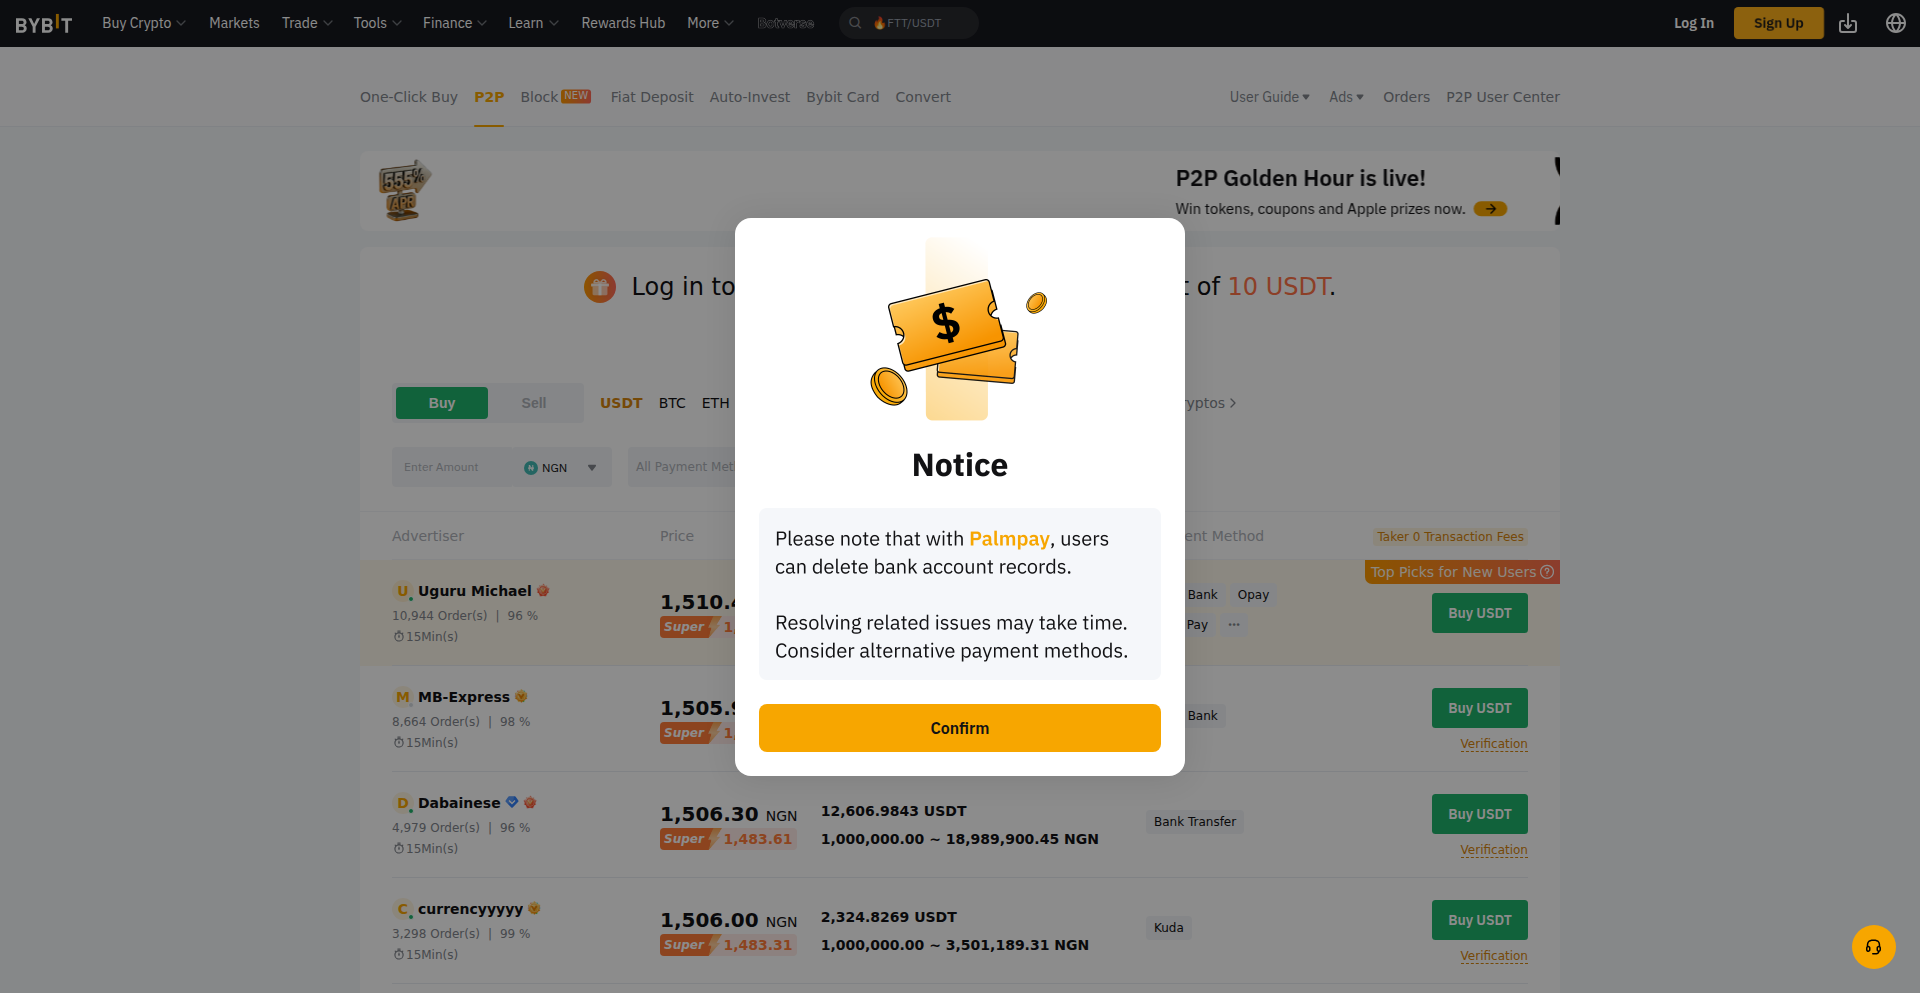 BYBIT Buy Crypto Markets Trade Tools Finance Learn Rewards Hub More Botverse FTT/USDT Log In Sign Up
One-Click Buy P2P Block NEW Fiat Deposit Auto-Invest Bybit Card Convert User Guide Ads Orders P2P User Center
555%
APR
P2P Golden Hour is live!
Win tokens, coupons and Apple prizes now.
Log in to
of 10 USDT.
Buy Sell USDT BTC ETH
ryptos
Enter Amount NGN All Payment Met
$
Notice
Please note that with Palmpay, users
can delete bank account records.
Resolving related issues may take time.
Consider alternative payment methods.
Confirm
Advertiser Price ent Method Taker 0 Transaction Fees
Top Picks for New Users
U Uguru Michael
10,944 Order(s) | 96 %
15Min(s)
1,510.
Super 1,
Bank Opay
Pay ···
Buy USDT
M MB-Express
8,664 Order(s) | 98 %
15Min(s)
1,505.
Super 1,
Bank
Buy USDT
Verification
D Dabainese
4,979 Order(s) | 96 %
15Min(s)
1,506.30 NGN
Super 1,483.61
12,606.9843 USDT
1,000,000.00 ~ 18,989,900.45 NGN
Bank Transfer
Buy USDT
Verification
C currencyyyyy
3,298 Order(s) | 99 %
15Min(s)
1,506.00 NGN
Super 1,483.31
2,324.8269 USDT
1,000,000.00 ~ 3,501,189.31 NGN
Kuda
Buy USDT
Verification